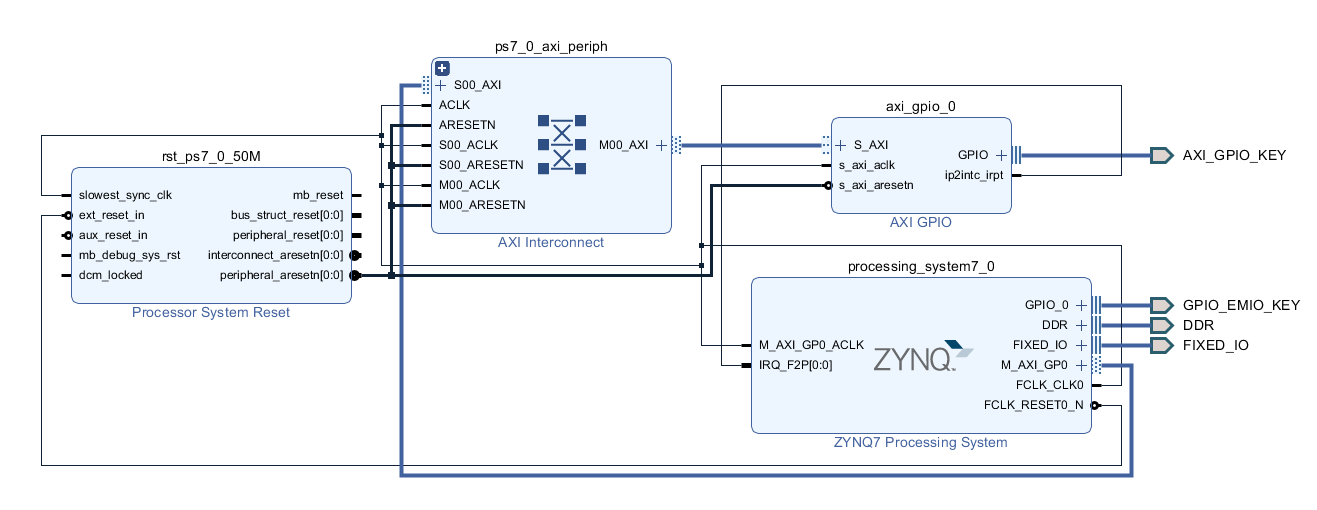 ps7_0_axi_periph
S00_AXI
ACLK
ARESETN
S00_ACLK
S00_ARESETN
M00_ACLK
M00_ARESETN
M00_AXI
AXI Interconnect
axi_gpio_0
S_AXI
s_axi_aclk
s_axi_aresetn
GPIO
ip2intc_irpt
AXI GPIO
AXI_GPIO_KEY
rst_ps7_0_50M
slowest_sync_clk
ext_reset_in
aux_reset_in
mb_debug_sys_rst
dcm_locked
mb_reset
bus_struct_reset[0:0]
peripheral_reset[0:0]
interconnect_aresetn[0:0]
peripheral_aresetn[0:0]
Processor System Reset
processing_system7_0
M_AXI_GP0_ACLK
IRQ_F2P[0:0]
ZYNQ
GPIO_0
DDR
FIXED_IO
M_AXI_GP0
FCLK_CLK0
FCLK_RESET0_N
ZYNQ7 Processing System
GPIO_EMIO_KEY
DDR
FIXED_IO